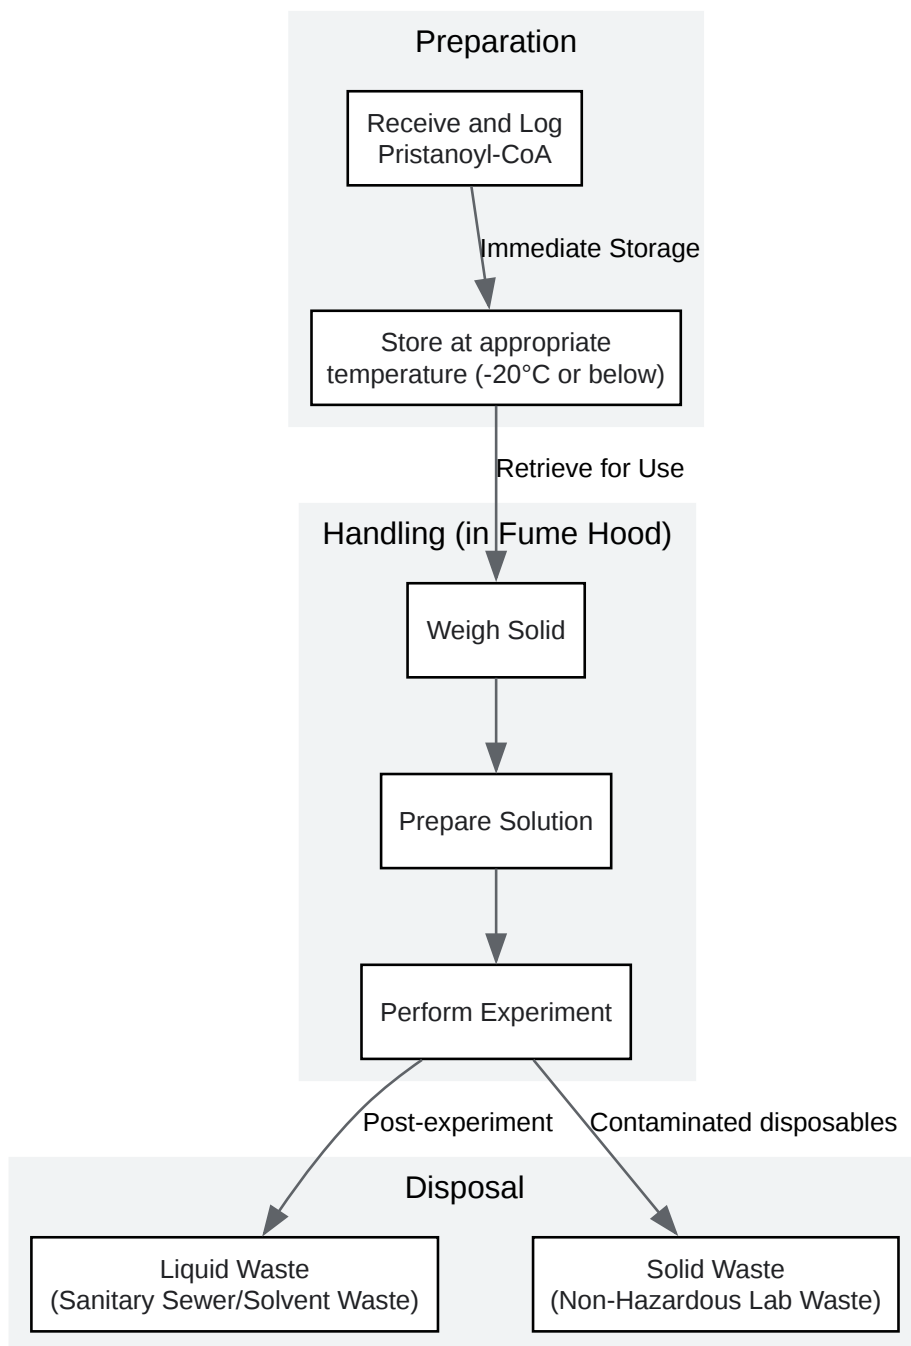 Preparation
Receive and Log
Pristanoyl-CoA
Immediate Storage
Store at appropriate
temperature (-20°C or below)
Retrieve for Use
Handling (in Fume Hood)
Weigh Solid
Prepare Solution
Perform Experiment
Post-experiment
Contaminated disposables
Disposal
Liquid Waste
(Sanitary Sewer/Solvent Waste)
Solid Waste
(Non-Hazardous Lab Waste)